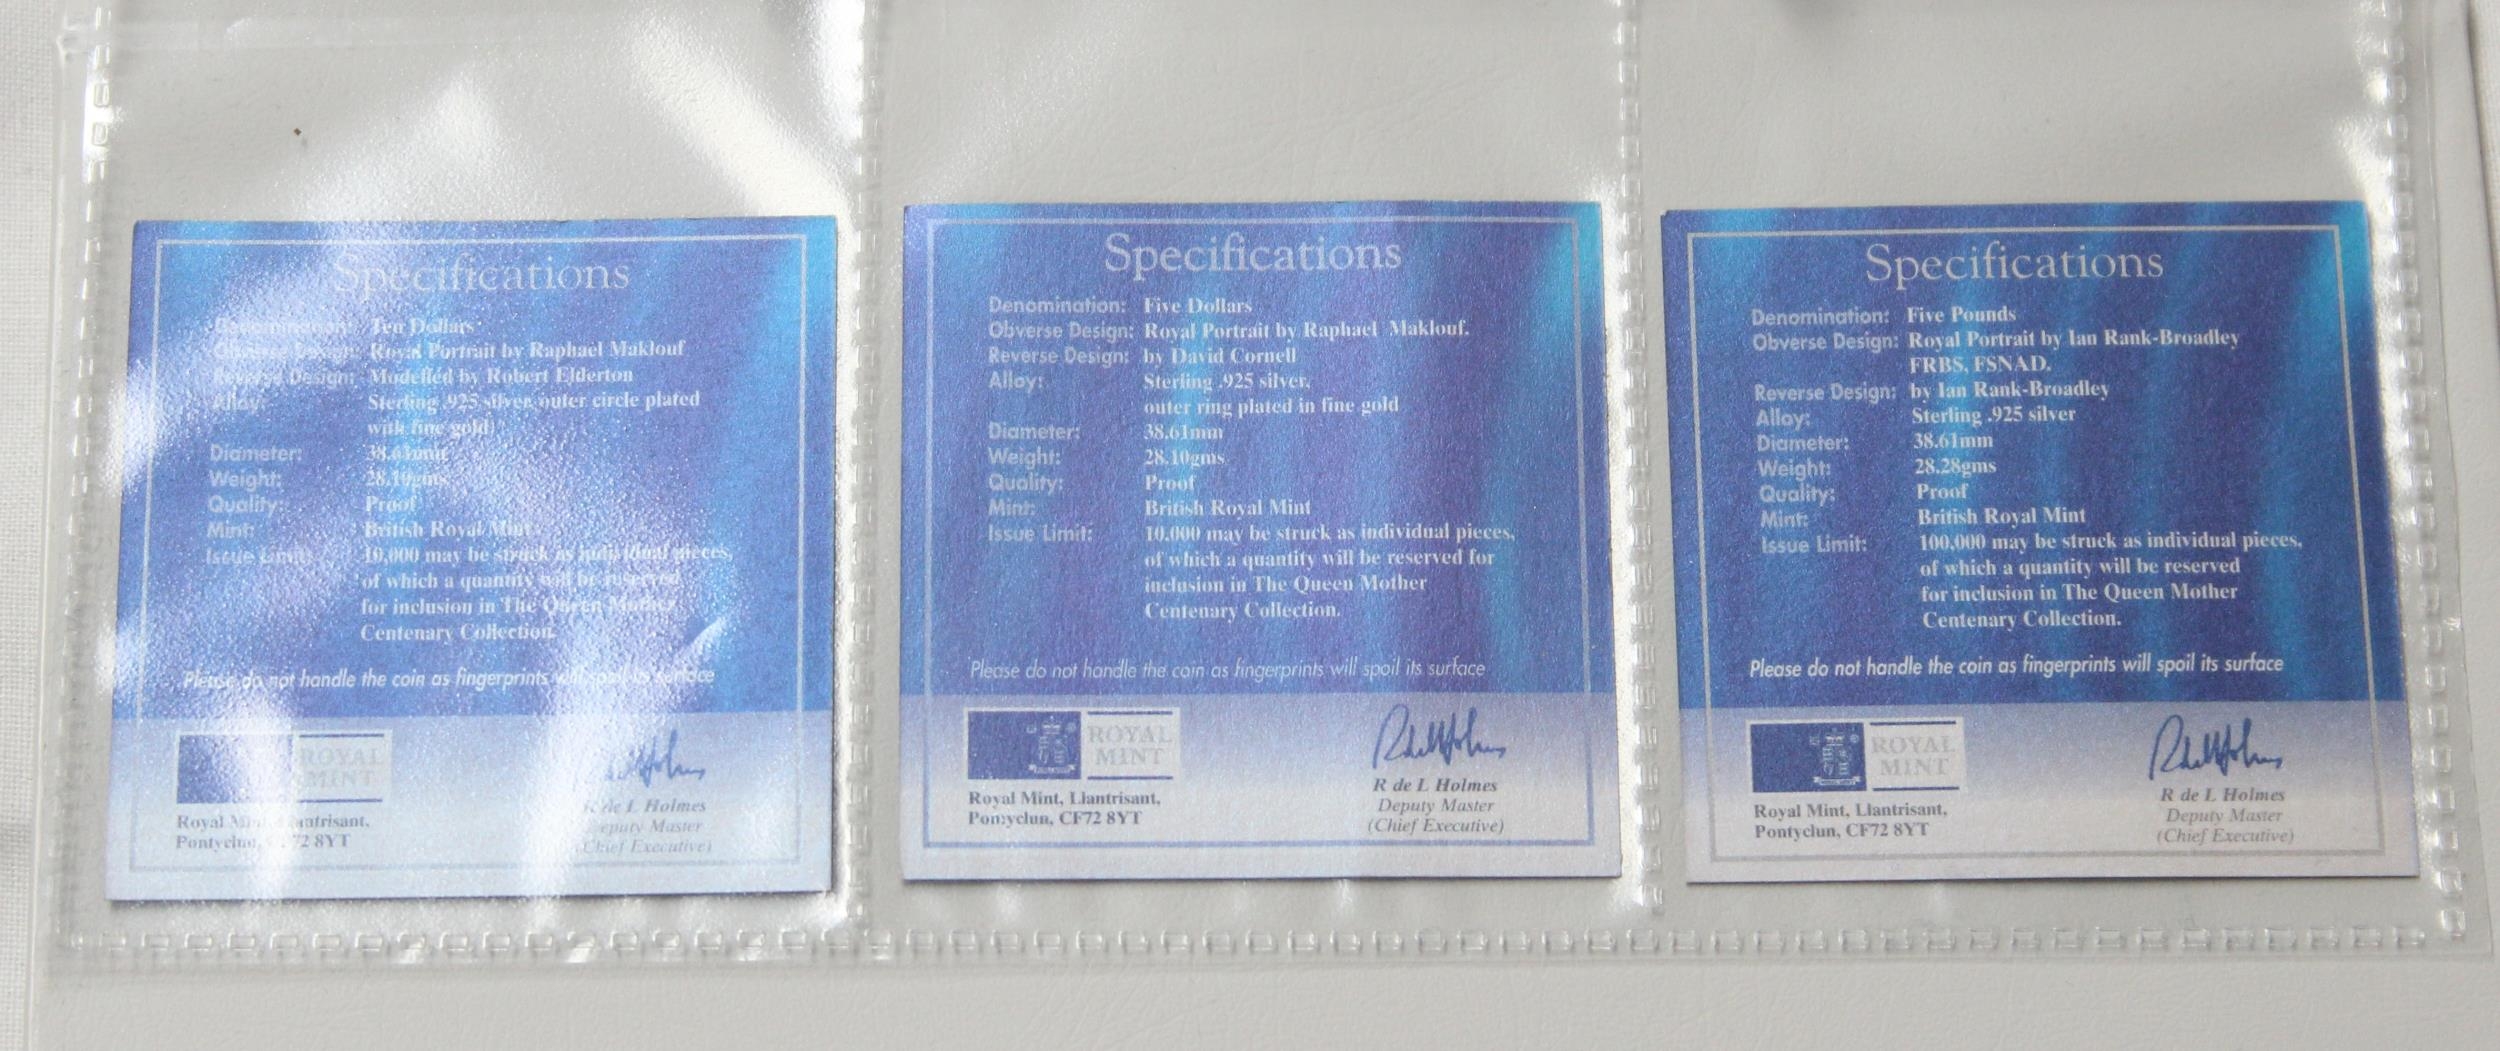 Specifications
Denomination: Ten Dollars
Obverse Design: Royal Portrait by Raphael Maklouf
Reverse Design: Modelled by Robert Elderton
Alloy: Sterling .925 silver, outer circle plated
with fine gold)
Diameter: 38.61mm
Weight: 28.10gms
Quality: Proof
Mint: British Royal Mint
Issue Limit: 10,000 may be struck as individual pieces,
of which a quantity will be reserved
for inclusion in The Queen Mother
Centenary Collection.
Please do not handle the coin as fingerprints will spoil its surface
ROYAL
MINT
Royal Mint, Llantrisant,
Pontyclun, CF72 8YT
R de L Holmes
Deputy Master
(Chief Executive)
Specifications
Denomination: Five Dollars
Obverse Design: Royal Portrait by Raphael Maklouf.
Reverse Design: by David Cornell
Alloy: Sterling .925 silver,
outer ring plated in fine gold
Diameter: 38.61mm
Weight: 28.10gms
Quality: Proof
Mint: British Royal Mint
Issue Limit: 10,000 may be struck as individual pieces,
of which a quantity will be reserved for
inclusion in The Queen Mother
Centenary Collection.
Please do not handle the coin as fingerprints will spoil its surface
ROYAL
MINT
Royal Mint, Llantrisant,
Pontyclun, CF72 8YT
R de L Holmes
Deputy Master
(Chief Executive)
Specifications
Denomination: Five Pounds
Obverse Design: Royal Portrait by Ian Rank-Broadley
FRBS, FSNAD.
Reverse Design: by Ian Rank-Broadley
Alloy: Sterling .925 silver
Diameter: 38.61mm
Weight: 28.28gms
Quality: Proof
Mint: British Royal Mint
Issue Limit: 100,000 may be struck as individual pieces,
of which a quantity will be reserved
for inclusion in The Queen Mother
Centenary Collection.
Please do not handle the coin as fingerprints will spoil its surface
ROYAL
MINT
Royal Mint, Llantrisant,
Pontyclun, CF72 8YT
R de L Holmes
Deputy Master
(Chief Executive)